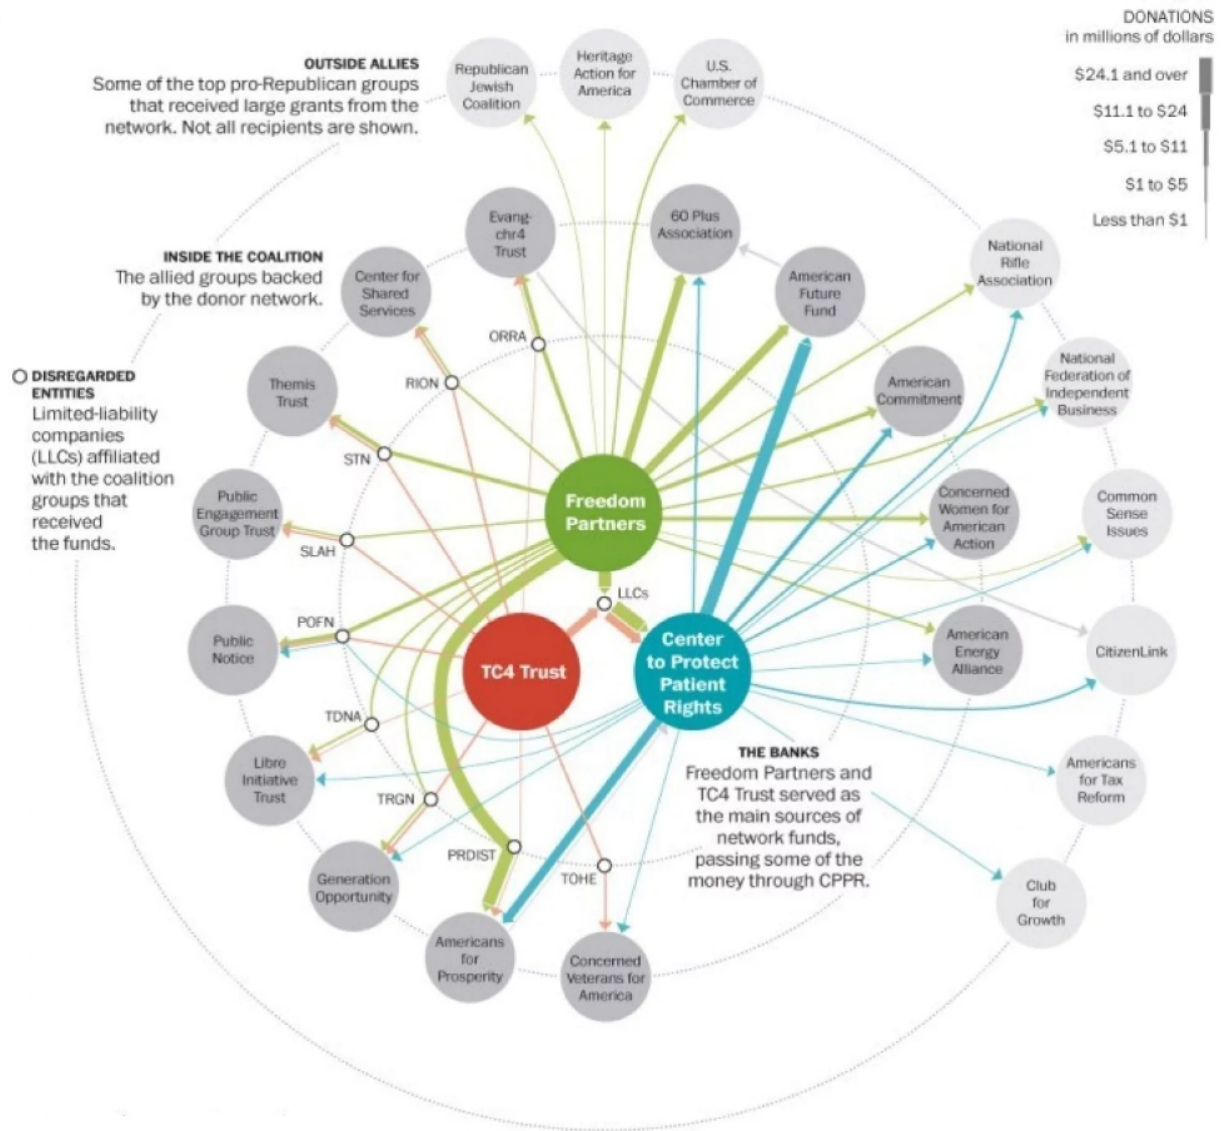 DONATIONS
in millions of dollars
$24.1 and over
$11.1 to $24
$5.1 to $11
$1 to $5
Less than $1
OUTSIDE ALLIES
Some of the top pro-Republican groups
that received large grants from the
network. Not all recipients are shown.
Republican
Jewish
Coalition
Heritage
Action for
America
U.S.
Chamber of
Commerce
INSIDE THE COALITION
The allied groups backed
by the donor network.
Evang-
chr4
Trust
60 Plus
Association
American
Future
Fund
National
Rifle
Association
Center for
Shared
Services
ORRA
RION
DISREGARDED
ENTITIES
Limited-liability
companies
(LLCs) affiliated
with the coalition
groups that
received
the funds.
Themis
Trust
STN
American
Commitment
National
Federation of
Independent
Business
Public
Engagement
Group Trust
SLAH
Freedom
Partners
Concerned
Women for
American
Action
Common
Sense
Issues
LLCs
Public
Notice
POFN
TC4 Trust
Center
to Protect
Patient
Rights
American
Energy
Alliance
CitizenLink
TDNA
Libre
Initiative
Trust
TRGN
THE BANKS
Freedom Partners and
TC4 Trust served as
the main sources of
network funds,
passing some of the
money through CPPR.
Americans
for Tax
Reform
PRDIST
TOHE
Generation
Opportunity
Club
for
Growth
Americans
for
Prosperity
Concerned
Veterans for
America